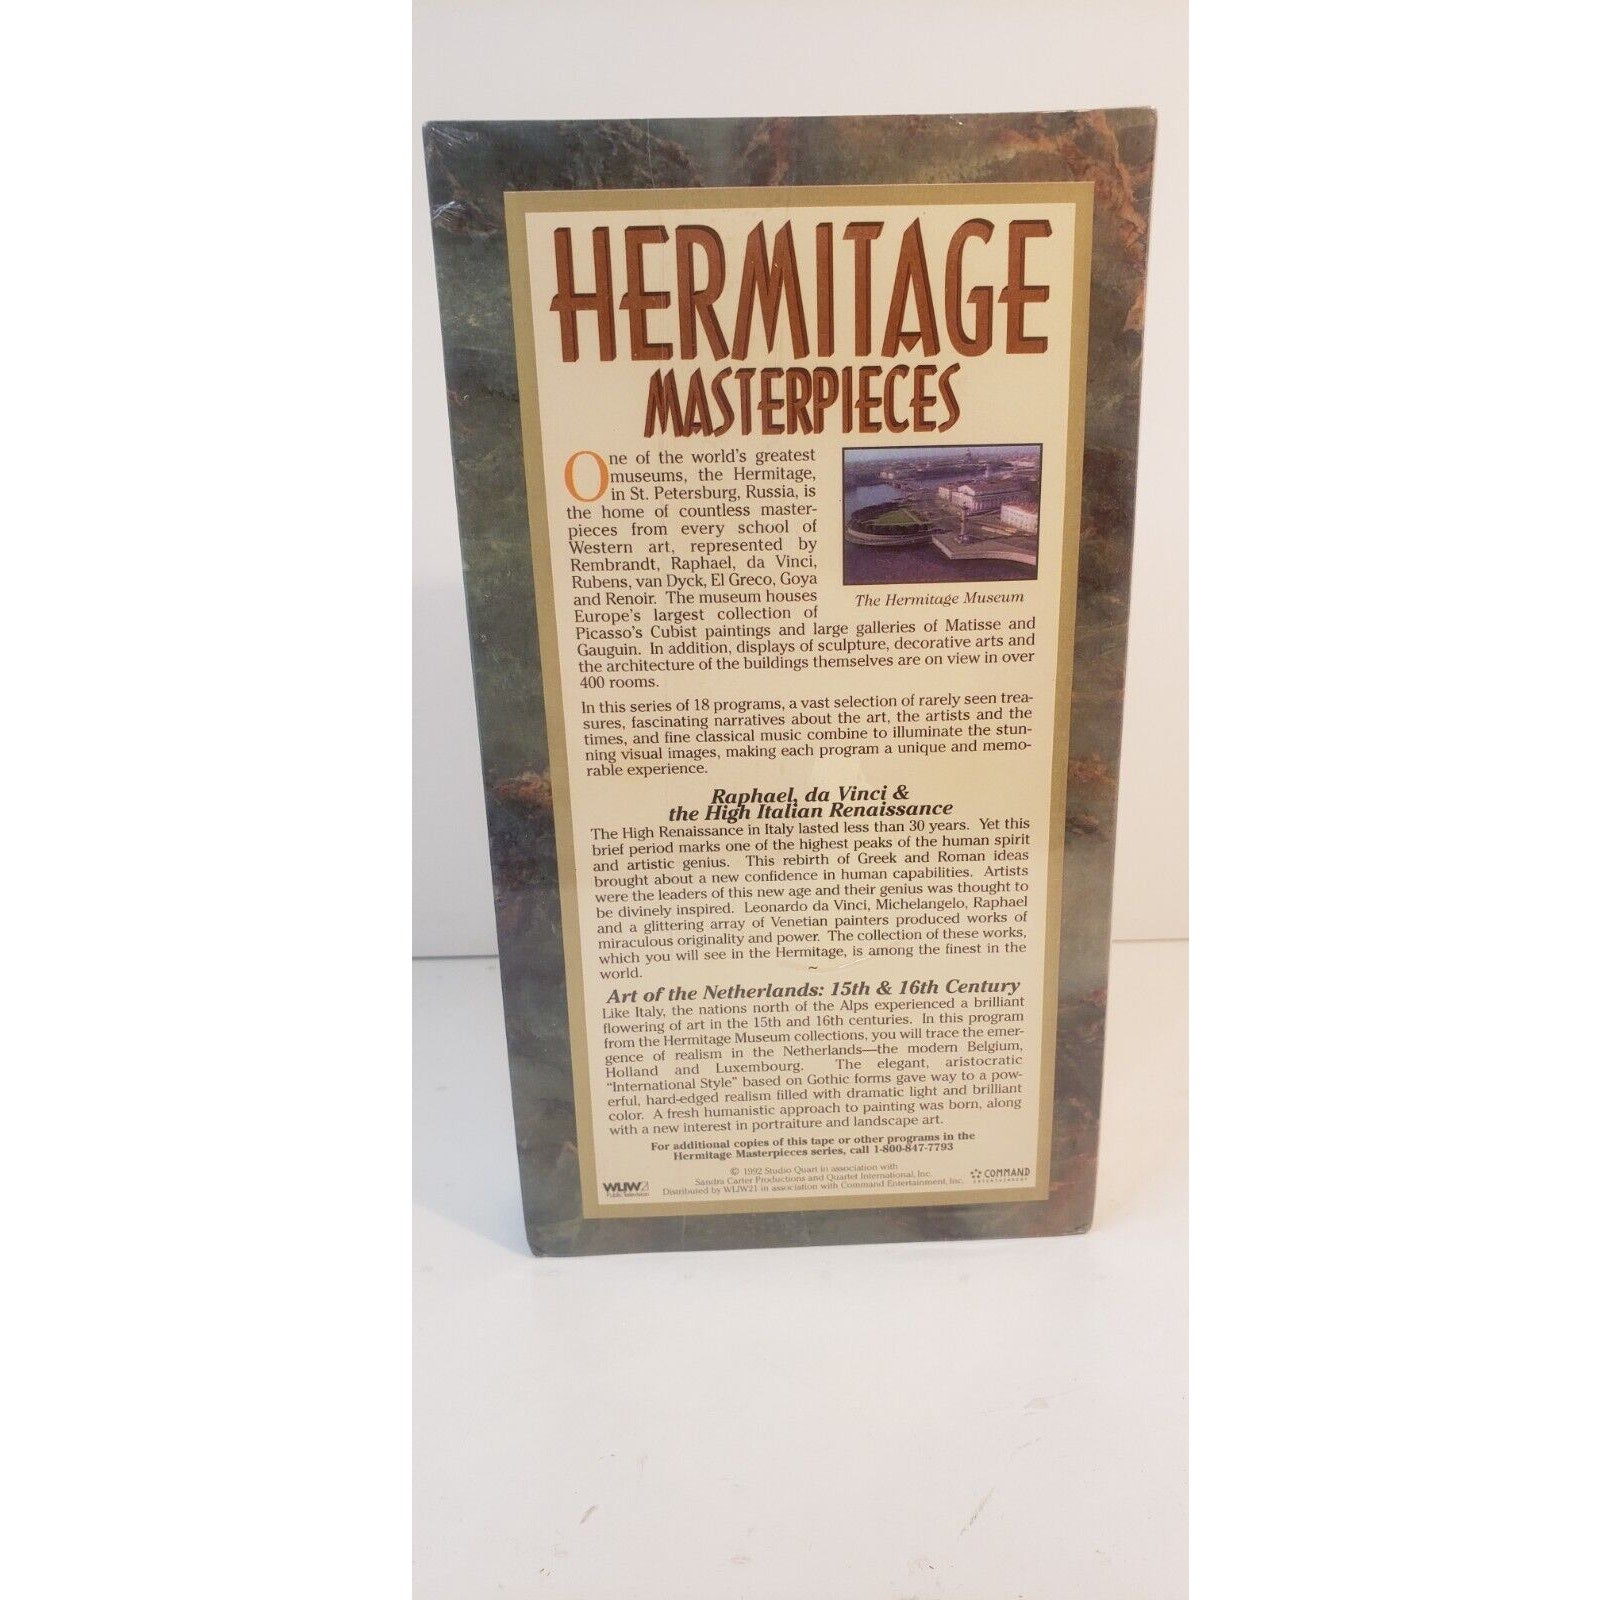 HERMITAGE
MASTERPIECES
One of the world's greatest
museums, the Hermitage,
in St. Petersburg, Russia, is
the home of countless master-
pieces from every school of
Western art, represented by
Rembrandt, Raphael, da Vinci,
Rubens, van Dyck, El Greco, Goya
and Renoir. The museum houses
Europe's largest collection of
Picasso's Cubist paintings and large galleries of Matisse and
Gauguin. In addition, displays of sculpture, decorative arts and
the architecture of the buildings themselves are on view in over
400 rooms.
The Hermitage Museum
In this series of 18 programs, a vast selection of rarely seen trea-
sures, fascinating narratives about the art, the artists and the
times, and fine classical music combine to illuminate the stun-
ning visual images, making each program a unique and memo-
rable experience.
Raphael, da Vinci &
the High Italian Renaissance
The High Renaissance in Italy lasted less than 30 years. Yet this
brief period marks one of the highest peaks of the human spirit
and artistic genius. This rebirth of Greek and Roman ideas
brought about a new confidence in human capabilities. Artists
were the leaders of this new age and their genius was thought to
be divinely inspired. Leonardo da Vinci, Michelangelo, Raphael
and a glittering array of Venetian painters produced works of
miraculous originality and power. The collection of these works,
which you will see in the Hermitage, is among the finest in the
world.
~
Art of the Netherlands: 15th & 16th Century
Like Italy, the nations north of the Alps experienced a brilliant
flowering of art in the 15th and 16th centuries. In this program
from the Hermitage Museum collections, you will trace the emer-
gence of realism in the Netherlands—the modern Belgium,
Holland and Luxembourg. The elegant, aristocratic
"International Style" based on Gothic forms gave way to a pow-
erful, hard-edged realism filled with dramatic light and brilliant
color. A fresh humanistic approach to painting was born, along
with a new interest in portraiture and landscape art.
For additional copies of this tape or other programs in the
Hermitage Masterpieces series, call 1-800-847-7793
© 1992 Studio Quart in association with
Sandra Carter Productions and Quartet International, Inc.
Distributed by WLIW21 in association with Command Entertainment, Inc.
WLIW21
Public Television
COMMAND
ENTERTAINMENT